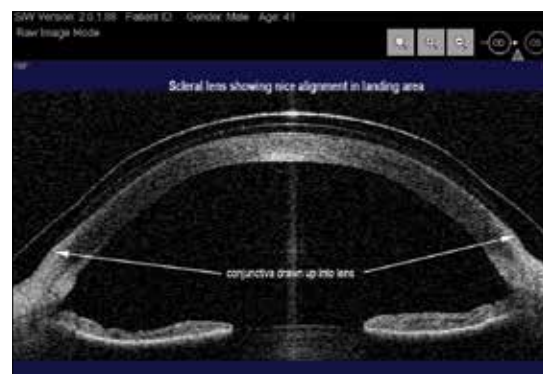 S/W Version: 2.0.1.88 Patient ID: Gender: Male Age: 41
Raw Image Mode
OD
OS
Scleral lens showing nice alignment in landing area
conjunctiva drawn up into lens